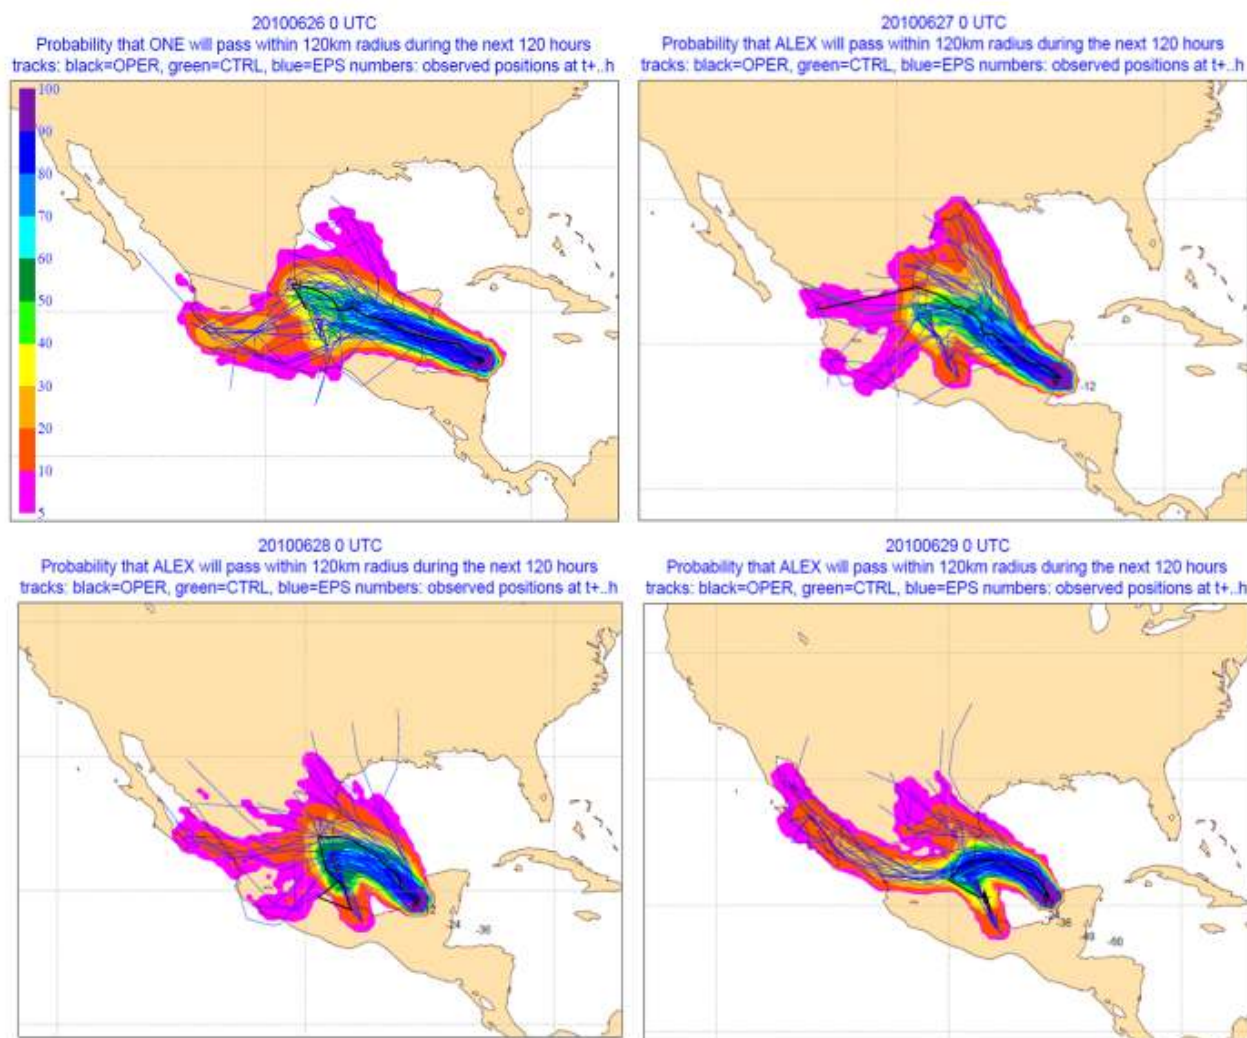 20100626 0 UTC
Probability that ONE will pass within 120km radius during the next 120 hours
tracks: black=OPER, green=CTRL, blue=EPS numbers: observed positions at t+..h
100
90
80
70
60
50
40
30
20
10
5
20100627 0 UTC
Probability that ALEX will pass within 120km radius during the next 120 hours
tracks: black=OPER, green=CTRL, blue=EPS numbers: observed positions at t+..h
-12
20100628 0 UTC
Probability that ALEX will pass within 120km radius during the next 120 hours
tracks: black=OPER, green=CTRL, blue=EPS numbers: observed positions at t+..h
-24
-36
20100629 0 UTC
Probability that ALEX will pass within 120km radius during the next 120 hours
tracks: black=OPER, green=CTRL, blue=EPS numbers: observed positions at t+..h
-36
-48
-60